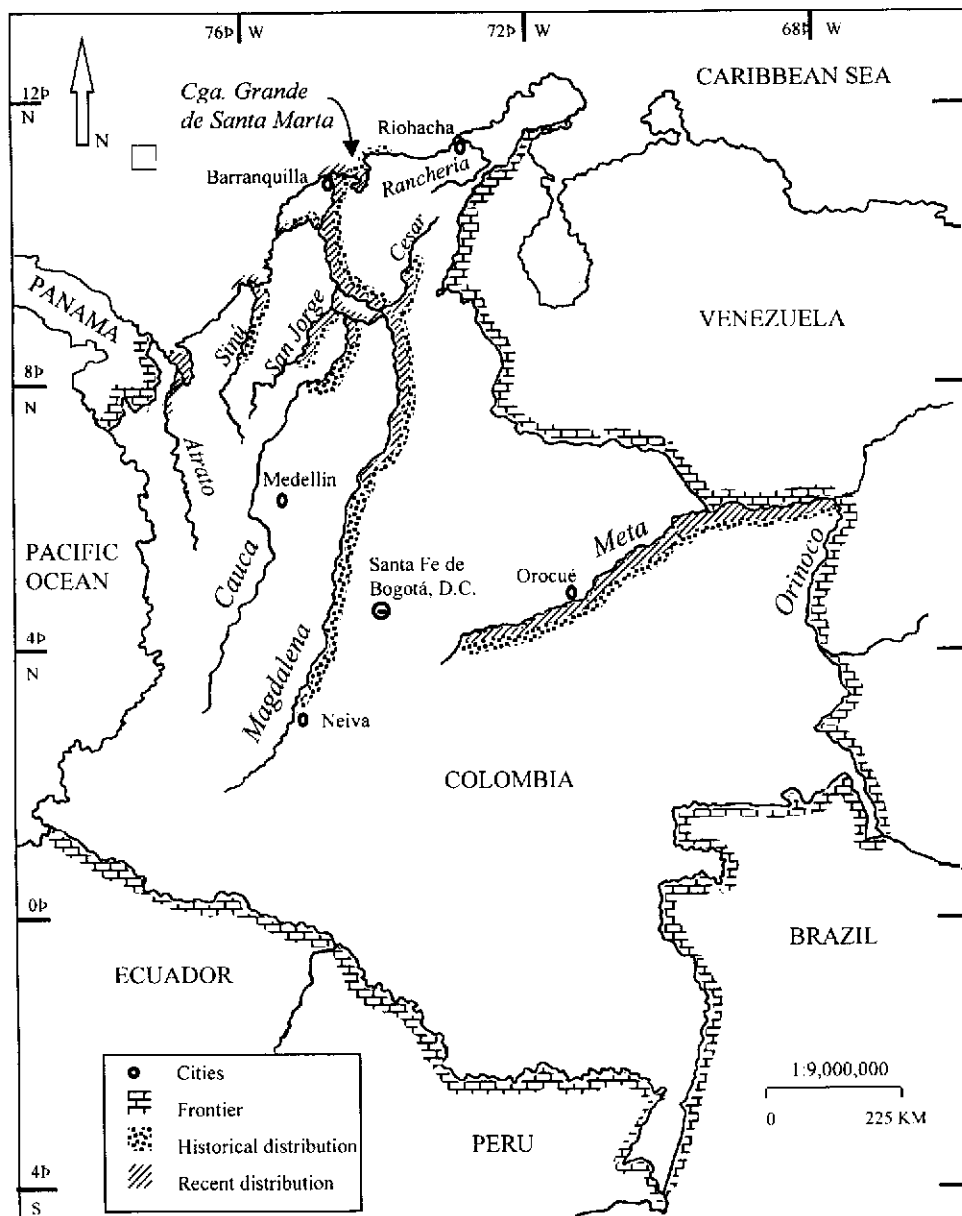 76Þ W
72Þ W
68Þ W
CARIBBEAN SEA
12Þ
N
N
Cga. Grande
de Santa Marta
Riohacha
Barranquilla
Rancheria
Cesar
PANAMA
Sinú
San Jorge
VENEZUELA
8Þ
N
Atrato
Medellín
PACIFIC
OCEAN
Cauca
Santa Fe de
Bogotá, D.C.
Meta
Orocué
Orinoco
4Þ
N
Magdalena
Neiva
COLOMBIA
0Þ
BRAZIL
ECUADOR
Cities
Frontier
Historical distribution
Recent distribution
1:9,000,000
0 225 KM
PERU
4Þ
S